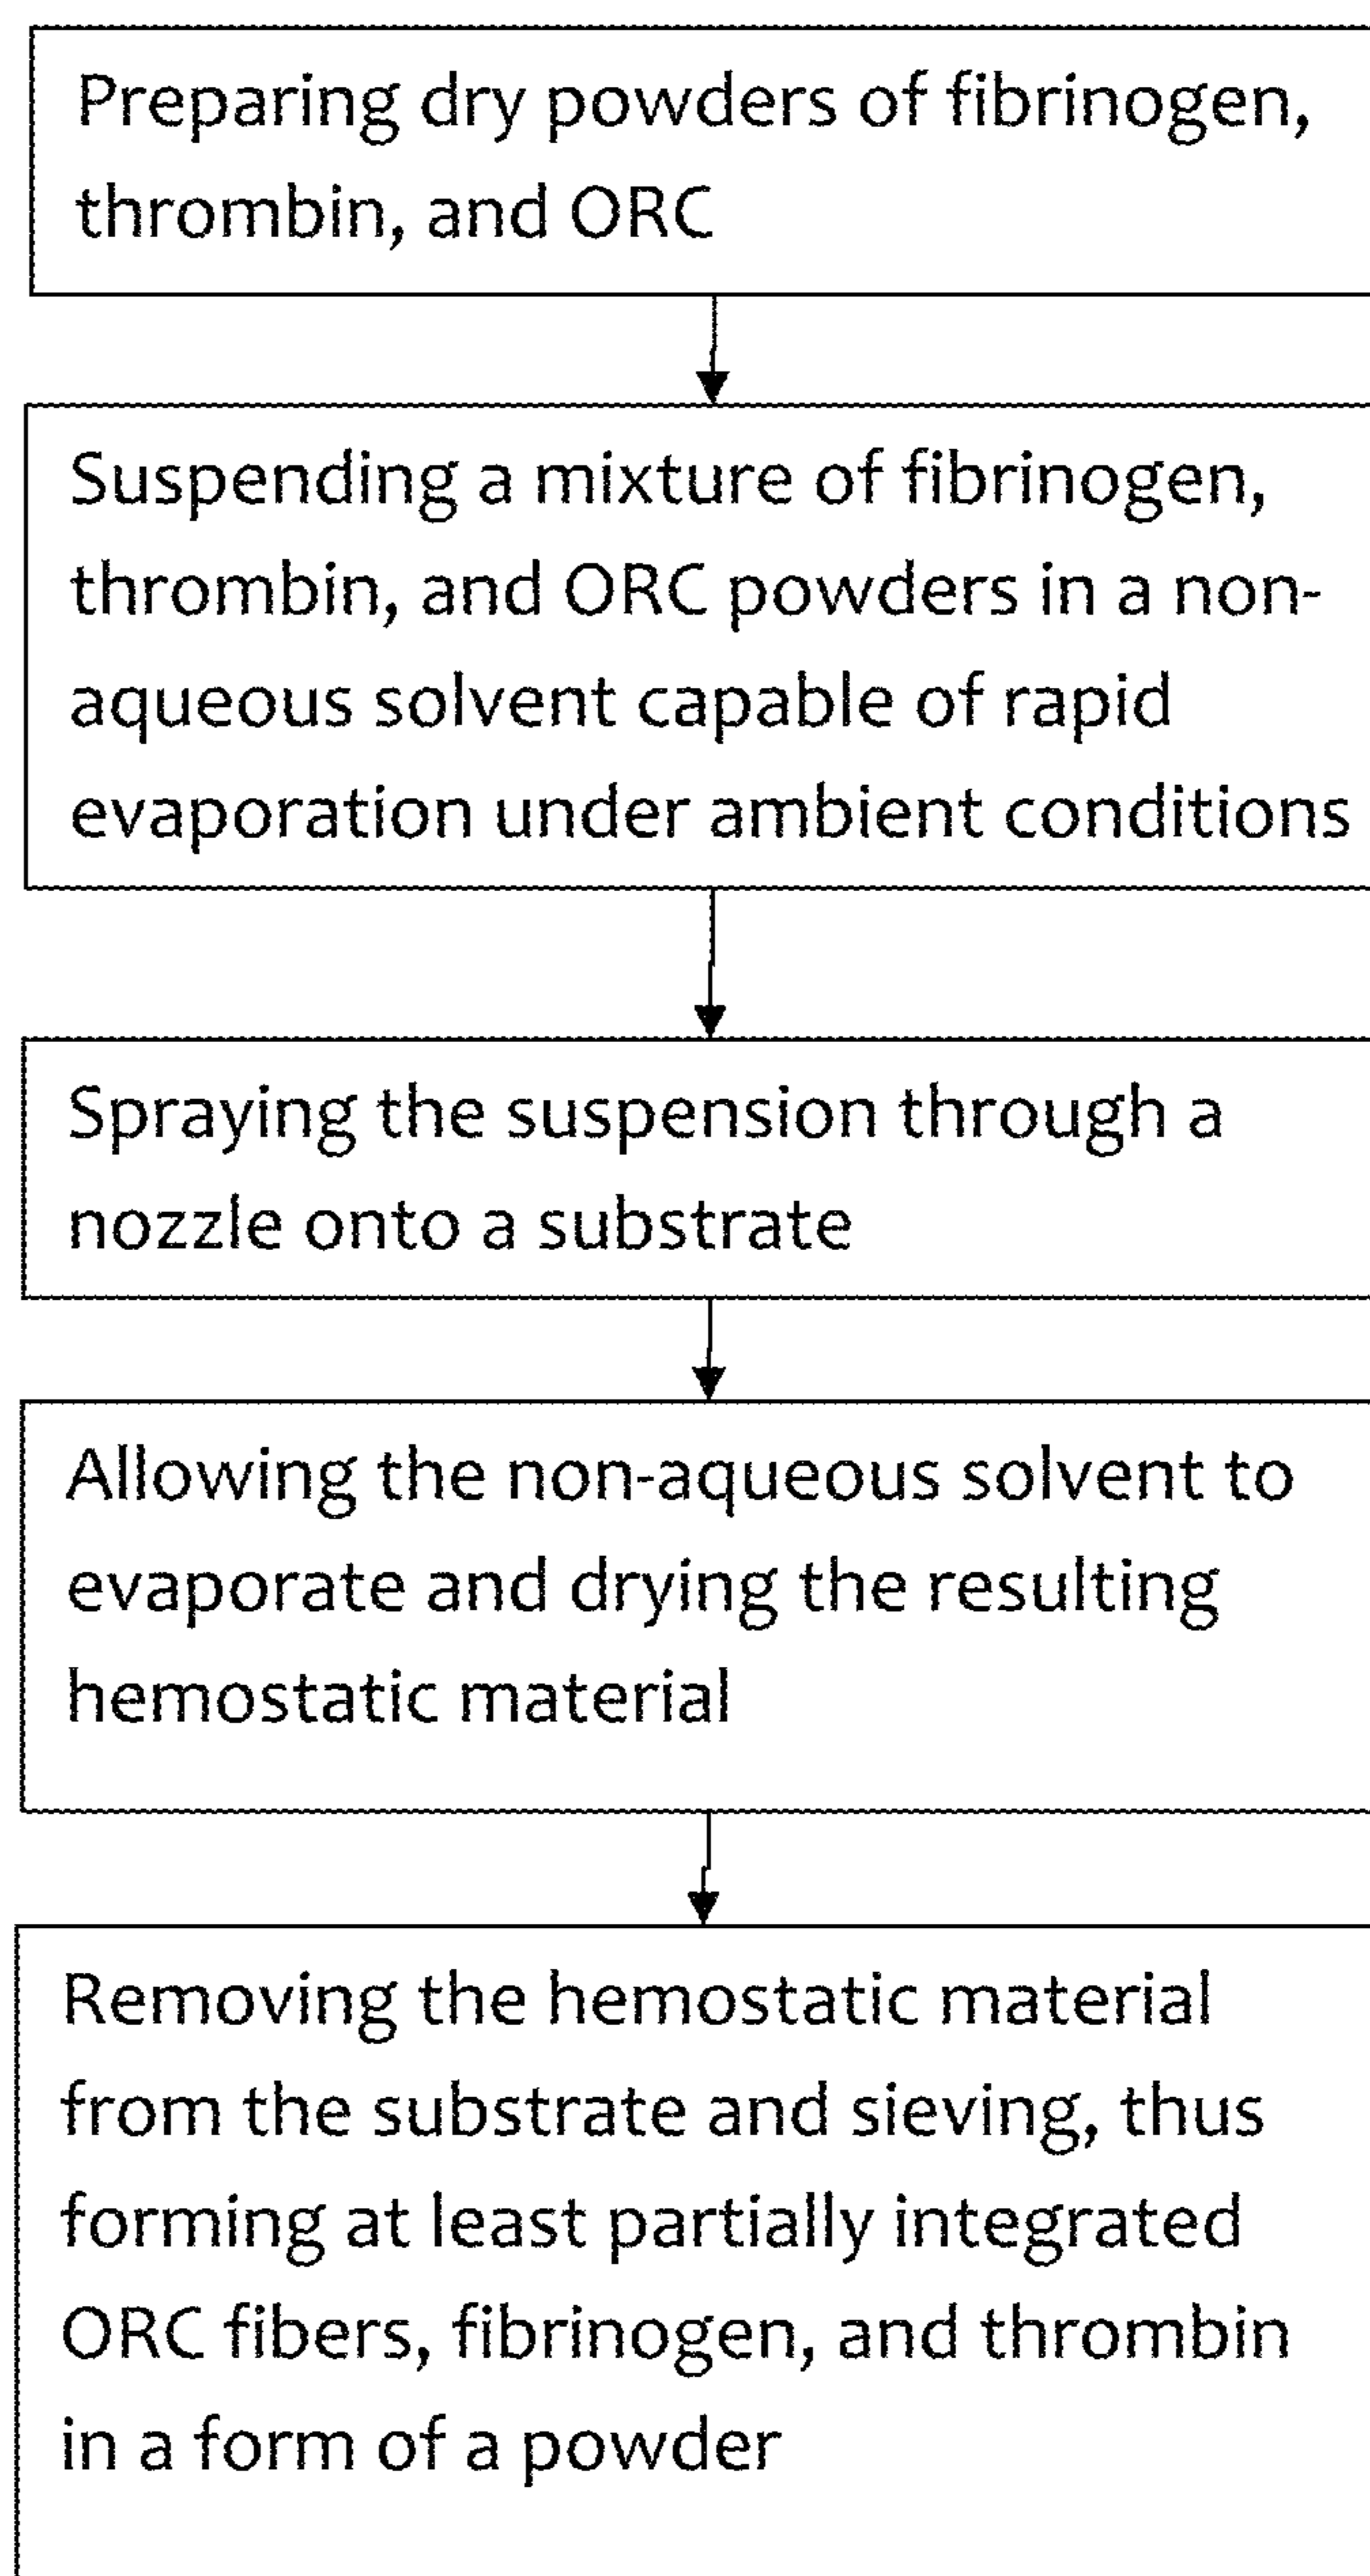 Preparing dry powders of fibrinogen,
thrombin, and ORC
Suspending a mixture of fibrinogen,
thrombin, and ORC powders in a non-
aqueous solvent capable of rapid
evaporation under ambient conditions
Spraying the suspension through a
nozzle onto a substrate
Allowing the non-aqueous solvent to
evaporate and drying the resulting
hemostatic material
Removing the hemostatic material
from the substrate and sieving, thus
forming at least partially integrated
ORC fibers, fibrinogen, and thrombin
in a form of a powder